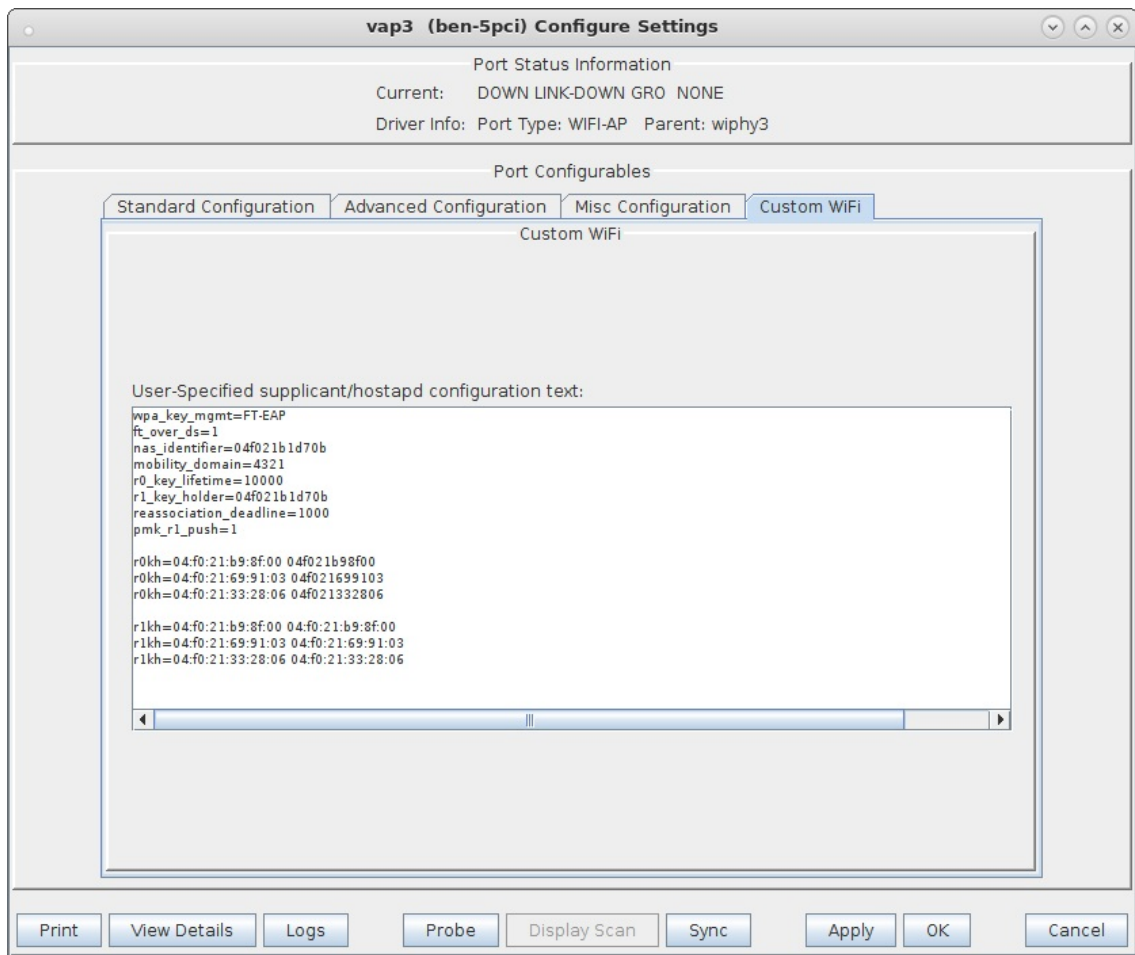 vap3 (ben-5pci) Configure Settings
Port Status Information
Current: DOWN LINK-DOWN GRO NONE
Driver Info: Port Type: WIFI-AP Parent: wiphy3
Port Configurables
Standard Configuration Advanced Configuration Misc Configuration Custom WiFi
Custom WiFi
User-Specified supplicant/hostapd configuration text:
wpa_key_mgmt=FT-EAP
ft_over_ds=1
nas_identifier=04f021b1d70b
mobility_domain=4321
r0_key_lifetime=10000
r1_key_holder=04f021b1d70b
reassociation_deadline=1000
pmk_r1_push=1
r0kh=04:f0:21:b9:8f:00 04f021b98f00
r0kh=04:f0:21:69:91:03 04f021699103
r0kh=04:f0:21:33:28:06 04f021332806
r1kh=04:f0:21:b9:8f:00 04:f0:21:b9:8f:00
r1kh=04:f0:21:69:91:03 04:f0:21:69:91:03
r1kh=04:f0:21:33:28:06 04:f0:21:33:28:06
Print View Details Logs Probe Display Scan Sync Apply OK Cancel